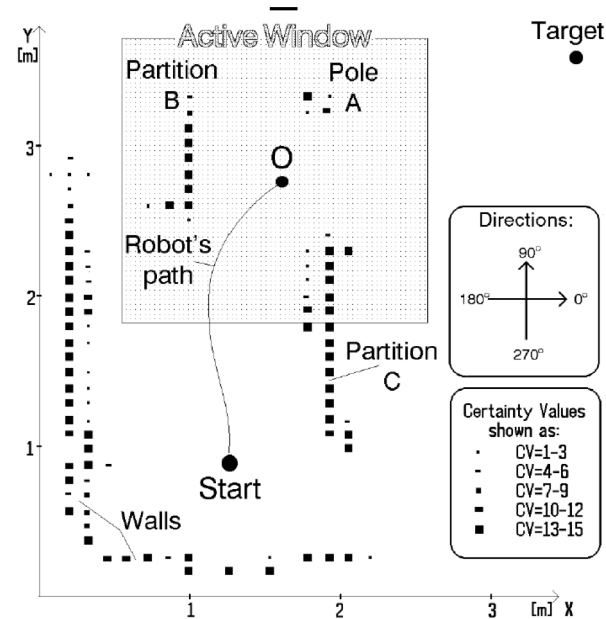 Y
[m]
Active Window
Target
Partition
B
Pole
A
3
O
Directions:
90°
180°
0°
270°
Robot's
path
2
Partition
C
Certainty Values
shown as:
CV=1-3
CV=4-6
CV=7-9
CV=10-12
CV=13-15
1
Start
Walls
1
2
3
[m] X